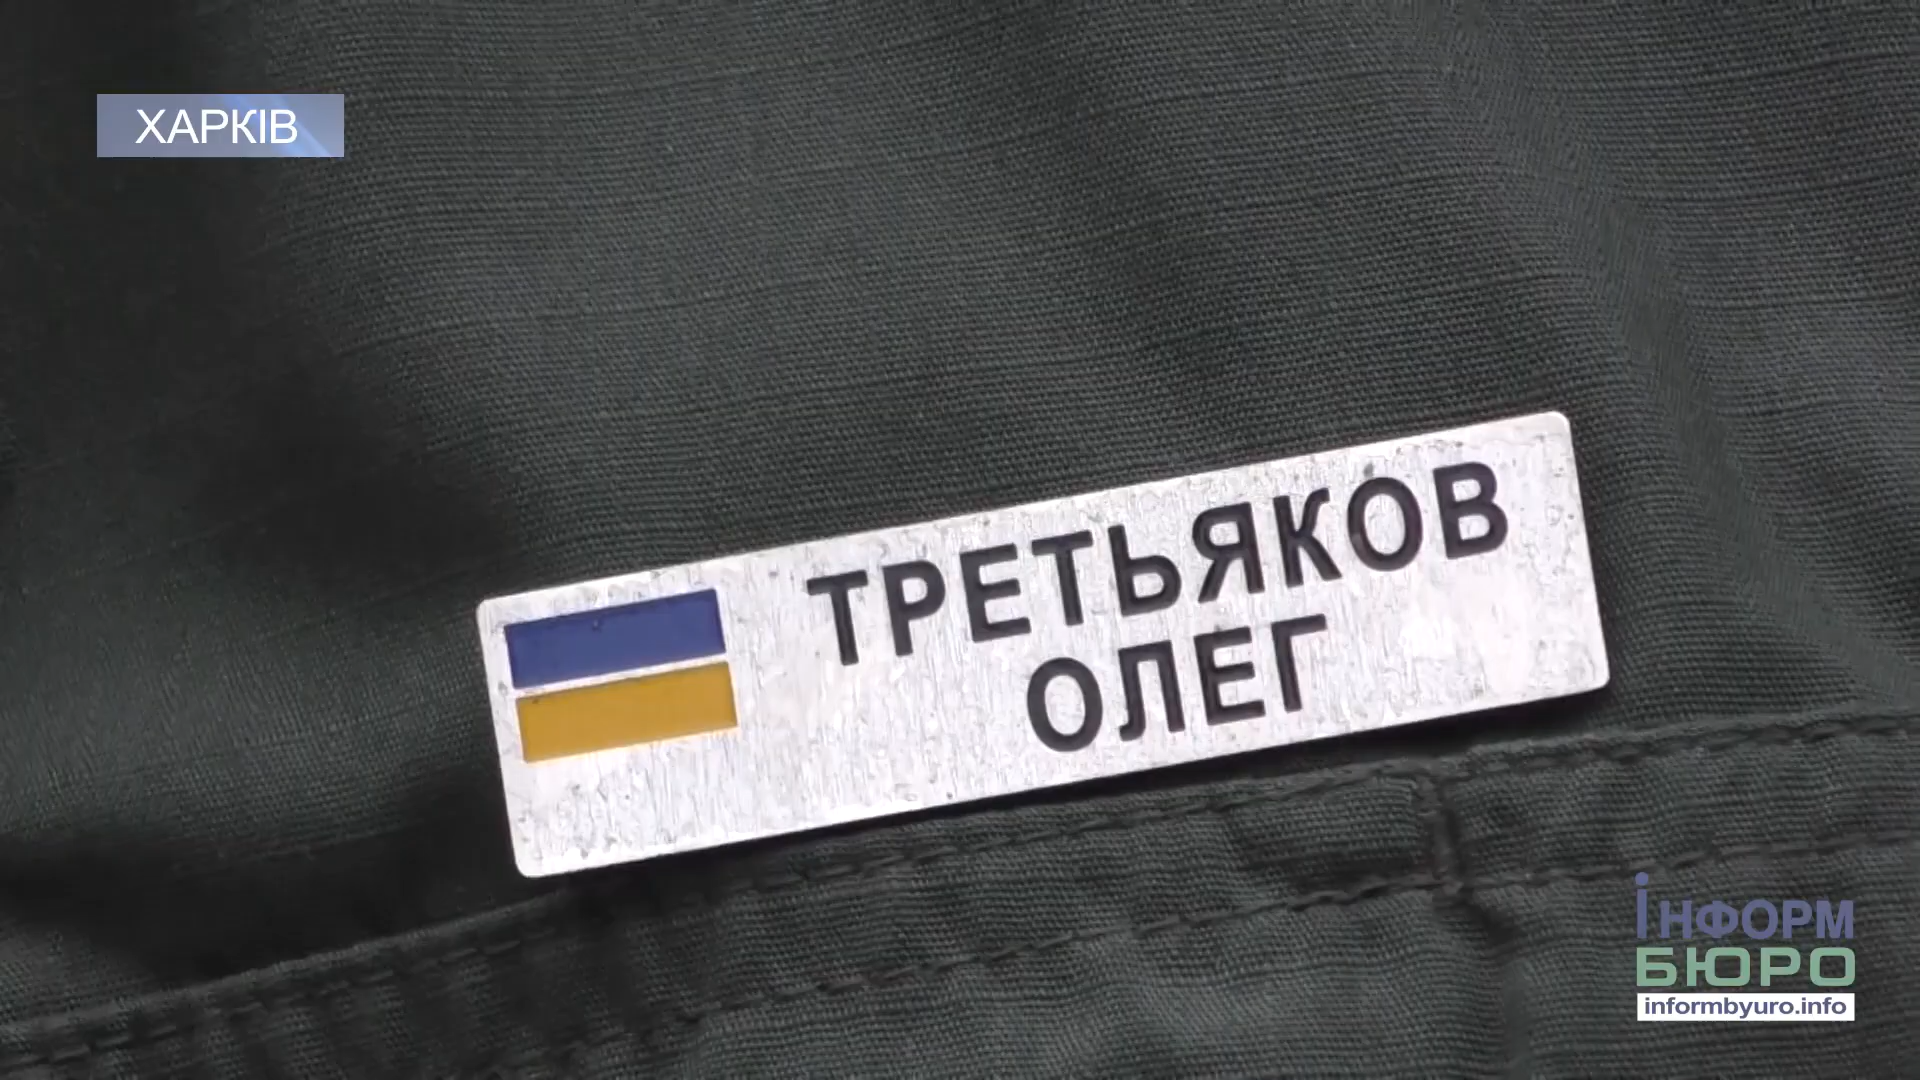 ХАРКІВ
ТРЕТЬЯКОВ
ОЛЕГ
ІНФОРМ
БЮРО
informbyuro.info